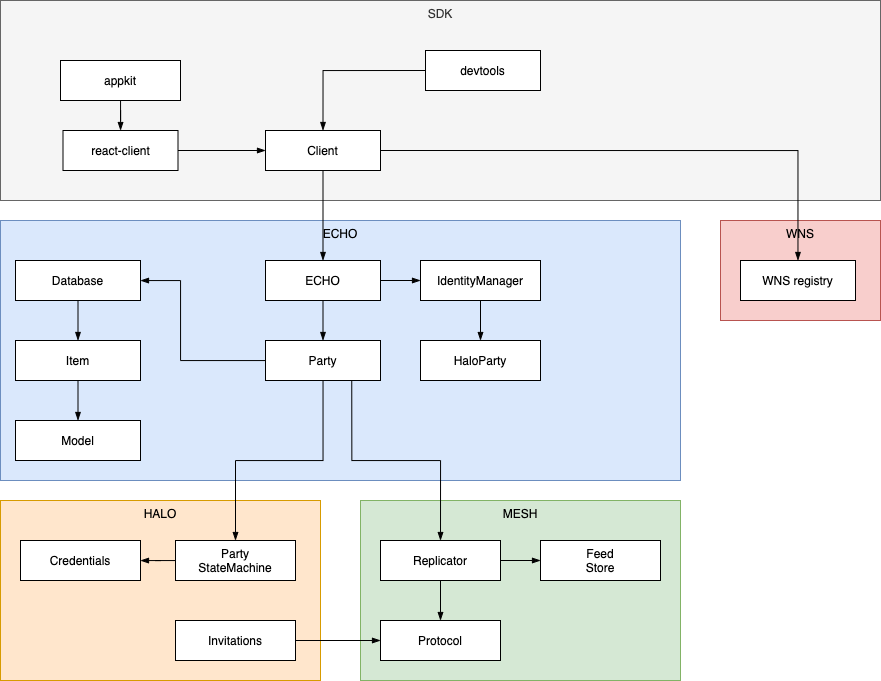 SDK
devtools
appkit
react-client
Client
ECHO
WNS
Database
ECHO
IdentityManager
WNS registry
Item
Party
HaloParty
Model
HALO
MESH
Credentials
Party
StateMachine
Replicator
Feed
Store
Invitations
Protocol